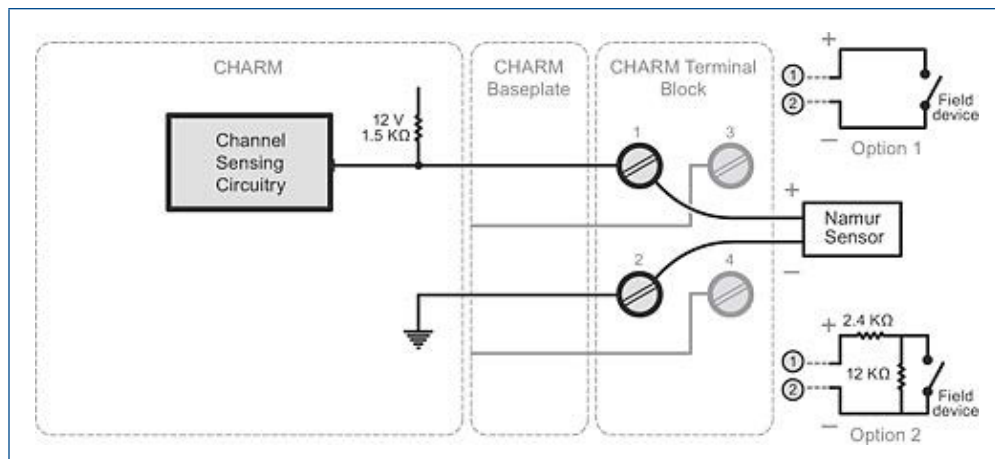 CHARM
CHARM
Baseplate
CHARM Terminal
Block
12 V
1.5 KΩ
Channel
Sensing
Circuitry
1
3
2
4
+
1
2
Field
device
–
Option 1
+
Namur
Sensor
–
2.4 KΩ
+
1
12 KΩ
2
Field
device
–
Option 2